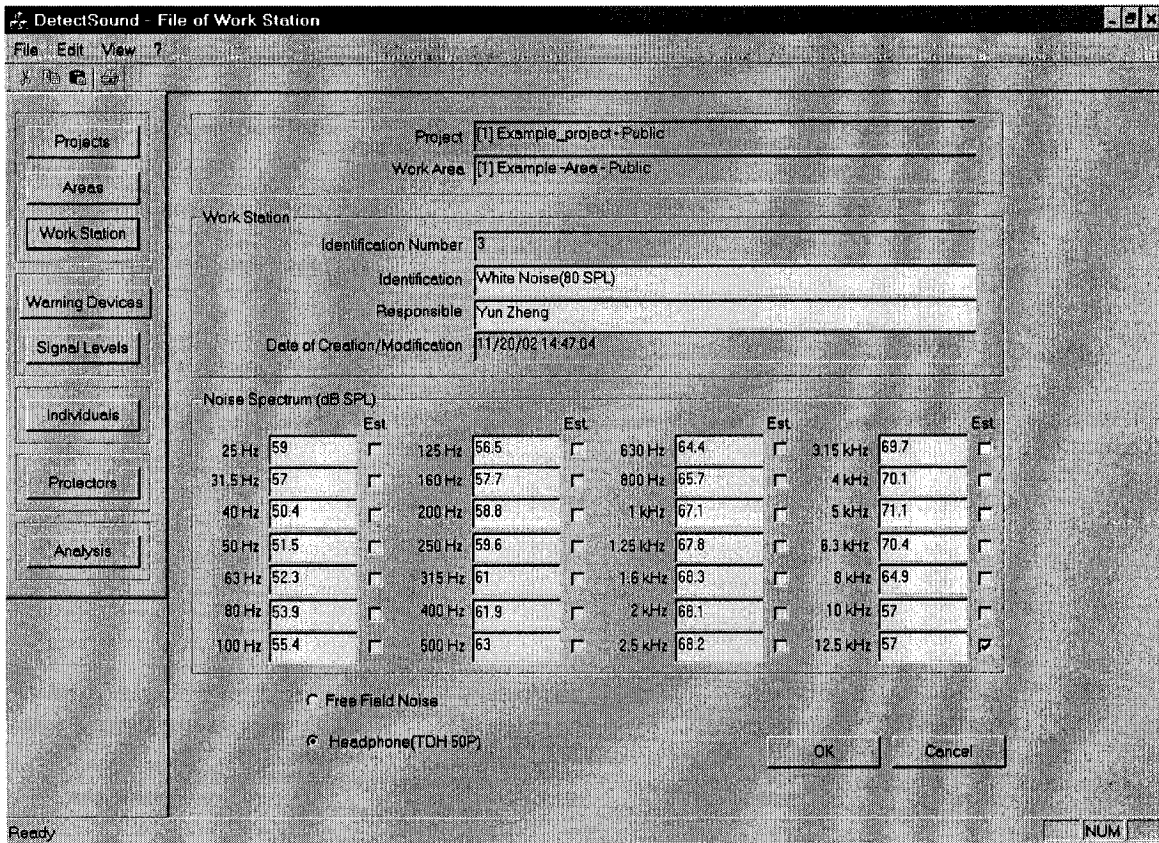 DetectSound - File of Work Station
File Edit View ?
Projects
Areas
Work Station
Warning Devices
Signal Levels
Individuals
Protectors
Analysis
Project [1] Example_project - Public
Work Area [1] Example -Area - Public
Work Station
Identification Number 3
Identification White Noise(80 SPL)
Responsible Yun Zheng
Date of Creation/Modification 11/20/02 14:47:04
Noise Spectrum (dB SPL)
Est. Est. Est. Est.
25 Hz 59 125 Hz 56.5 630 Hz 64.4 3.15 kHz 69.7
31.5 Hz 57 160 Hz 57.7 800 Hz 65.7 4 kHz 70.1
40 Hz 50.4 200 Hz 58.8 1 kHz 67.1 5 kHz 71.1
50 Hz 51.5 250 Hz 59.6 1.25 kHz 67.8 6.3 kHz 70.4
63 Hz 52.3 315 Hz 61 1.6 kHz 68.3 8 kHz 64.9
80 Hz 53.9 400 Hz 61.9 2 kHz 68.1 10 kHz 57
100 Hz 55.4 500 Hz 63 2.5 kHz 68.2 12.5 kHz 57
Free Field Noise
Headphone(TDH 50P)
OK Cancel
Ready NUM